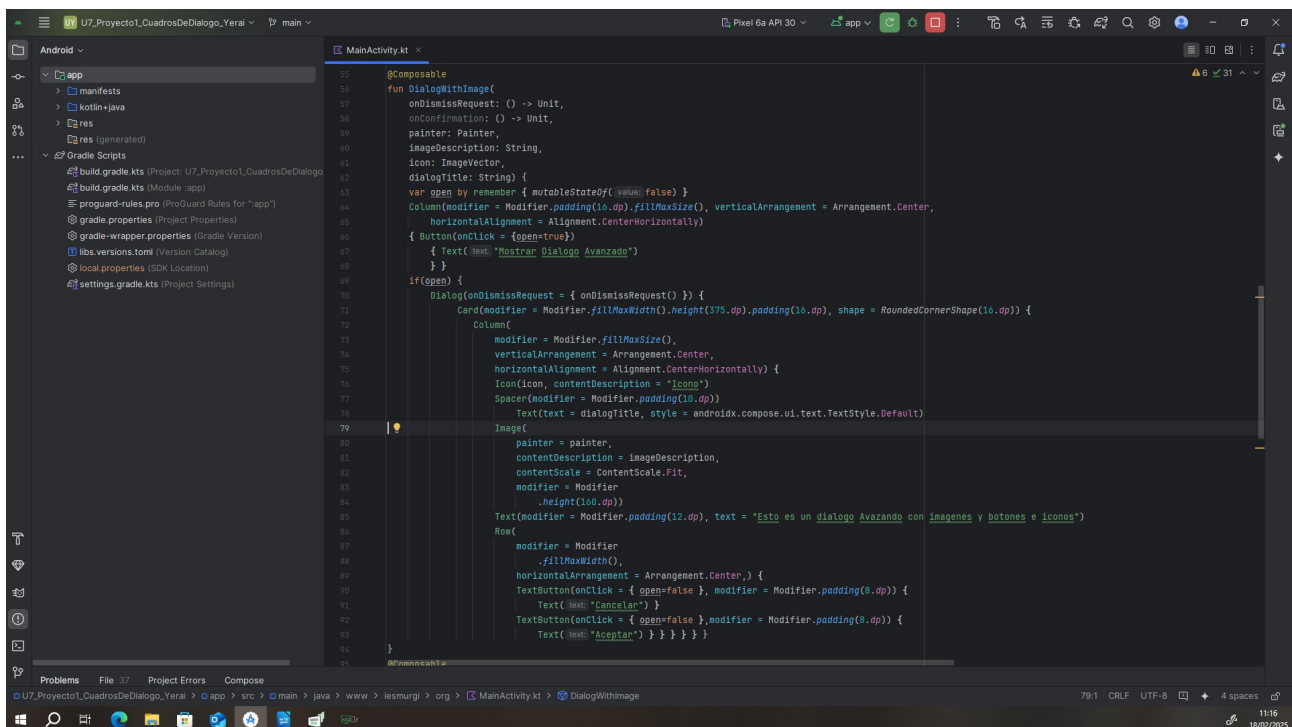 UY U7_Proyecto1_CuadrosDeDialogo_Yerai main Pixel 6a API 30 app
Android
MainActivity.kt
app
manifests
kotlin+java
res
res (generated)
Gradle Scripts
build.gradle.kts (Project: U7_Proyecto1_CuadrosDeDialogo
build.gradle.kts (Module :app)
proguard-rules.pro (ProGuard Rules for ":app")
gradle.properties (Project Properties)
gradle-wrapper.properties (Gradle Version)
libs.versions.toml (Version Catalog)
local.properties (SDK Location)
settings.gradle.kts (Project Settings)
6 31
55 @Composable
56 fun DialogWithImage(
57 onDismissRequest: () -> Unit,
58 onConfirmation: () -> Unit,
59 painter: Painter,
60 imageDescription: String,
61 icon: ImageVector,
62 dialogTitle: String) {
63 var open by remember { mutableStateOf( value: false) }
64 Column(modifier = Modifier.padding(16.dp).fillMaxSize(), verticalArrangement = Arrangement.Center,
65 horizontalAlignment = Alignment.CenterHorizontally)
66 { Button(onClick = {open=true})
67 { Text( text: "Mostrar Dialogo Avanzado")
68 } }
69 if(open) {
70 Dialog(onDismissRequest = { onDismissRequest() }) {
71 Card(modifier = Modifier.fillMaxWidth().height(375.dp).padding(16.dp), shape = RoundedCornerShape(16.dp)) {
72 Column(
73 modifier = Modifier.fillMaxSize(),
74 verticalArrangement = Arrangement.Center,
75 horizontalAlignment = Alignment.CenterHorizontally) {
76 Icon(icon, contentDescription = "Icono")
77 Spacer(modifier = Modifier.padding(10.dp))
78 Text(text = dialogTitle, style = androidx.compose.ui.text.TextStyle.Default)
79 Image(
80 painter = painter,
81 contentDescription = imageDescription,
82 contentScale = ContentScale.Fit,
83 modifier = Modifier
84 .height(160.dp))
85 Text(modifier = Modifier.padding(12.dp), text = "Esto es un dialogo Avazando con imagenes y botones e iconos")
86 Row(
87 modifier = Modifier
88 .fillMaxWidth(),
89 horizontalArrangement = Arrangement.Center,) {
90 TextButton(onClick = { open=false }, modifier = Modifier.padding(8.dp)) {
91 Text( text: "Cancelar") }
92 TextButton(onClick = { open=false },modifier = Modifier.padding(8.dp)) {
93 Text( text: "Aceptar") } } } } } }
94 }
95 @Composable
Problems File 37 Project Errors Compose
U7_Proyecto1_CuadrosDeDialogo_Yerai > app > src > main > java > www > iesmurgi > org > MainActivity.kt > DialogWithImage 79:1 CRLF UTF-8 4 spaces
11:16
18/02/2025